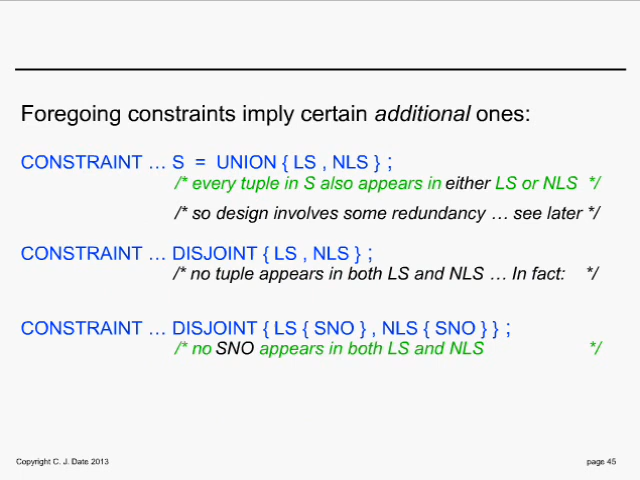 Foregoing constraints imply certain additional ones:
CONSTRAINT … S = UNION { LS , NLS } ;
/* every tuple in S also appears in either LS or NLS */
/* so design involves some redundancy … see later */
CONSTRAINT … DISJOINT { LS , NLS } ;
/* no tuple appears in both LS and NLS … In fact: */
CONSTRAINT … DISJOINT { LS { SNO } , NLS { SNO } } ;
/* no SNO appears in both LS and NLS */
Copyright C. J. Date 2013 page 45